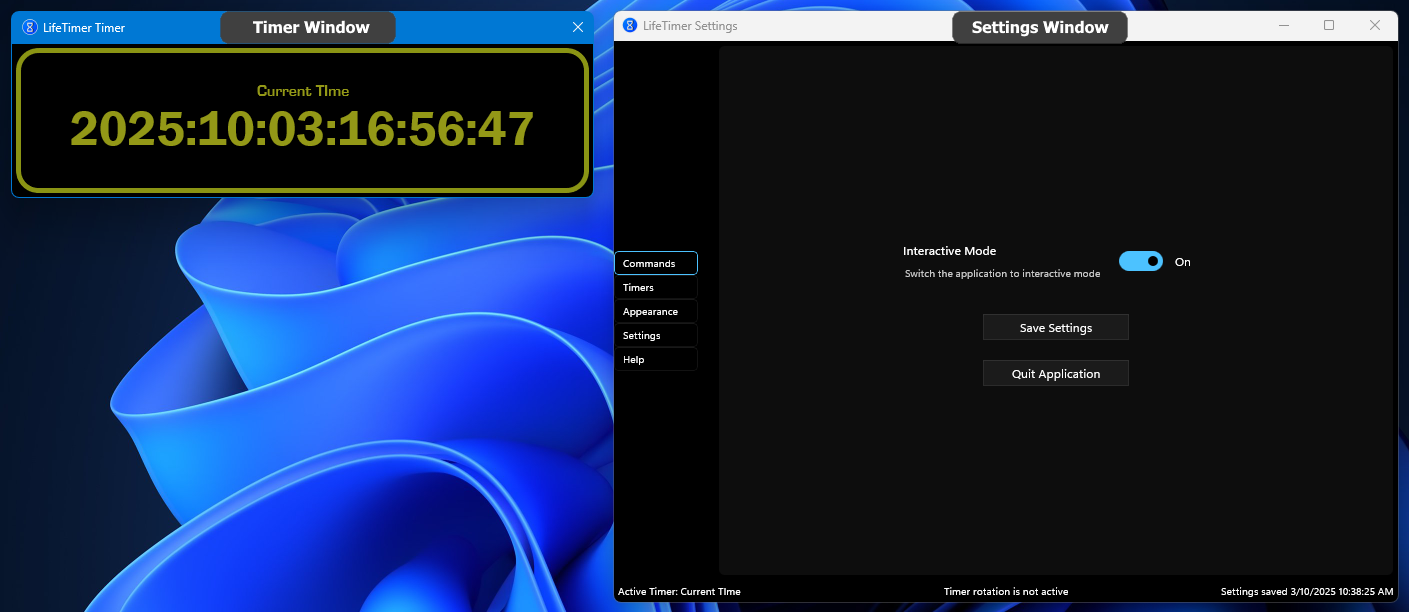 LifeTimer Timer
Timer Window
Current TIme
2025:10:03:16:56:47
LifeTimer Settings
Settings Window
Commands
Timers
Appearance
Settings
Help
Interactive Mode
Switch the application to interactive mode
On
Save Settings
Quit Application
Active Timer: Current TIme
Timer rotation is not active
Settings saved 3/10/2025 10:38:25 AM